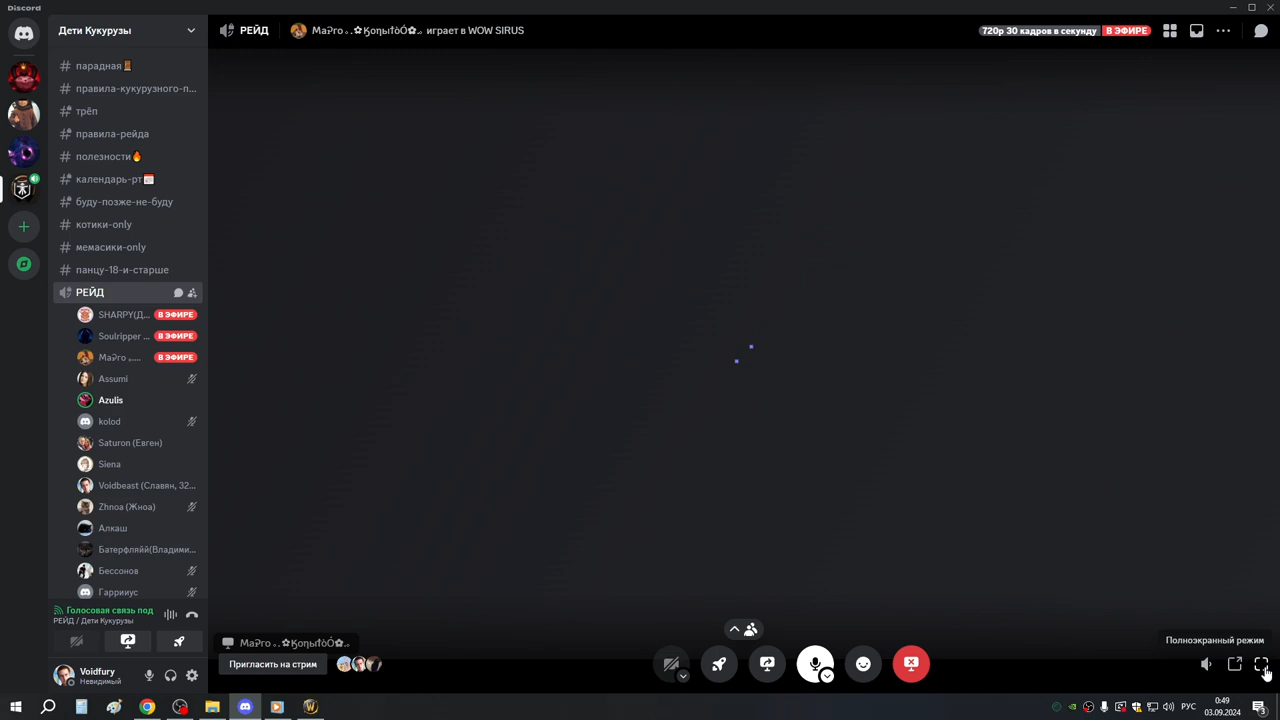 Discord
Дети Кукурузы
парадная
правила-кукурузного-п...
трёп
правила-рейда
полезности
календарь-рт
буду-позже-не-буду
котики-only
мемасики-only
панцу-18-и-старше
РЕЙД
SHARPY(Д... В ЭФИРЕ
Soulripper ... В ЭФИРЕ
В ЭФИРЕ
Assumi
Azulis
kolod
Saturon (Евген)
Siena
Voidbeast (Славян, 32...
Zhnoa (Жноа)
Алкаш
Батерфляйй(Владими...
Бессонов
Гарриус
Голосовая связь под
РЕЙД / Дети Кукурузы
Voidfury
Невидимый
РЕЙД
играет в WOW SIRUS
720p 30 кадров в секунду В ЭФИРЕ
Пригласить на стрим
Полноэкранный режим
РУС
0:49
03.09.2024
3